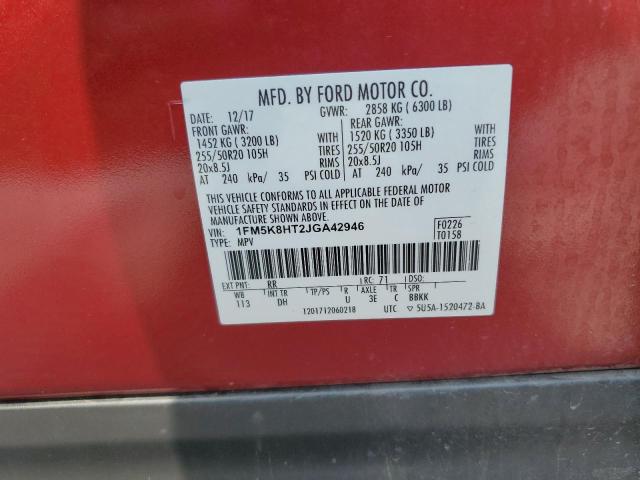 MFD. BY FORD MOTOR CO.
DATE: 12/17 GVWR: 2858 KG ( 6300 LB)
FRONT GAWR: REAR GAWR:
1452 KG ( 3200 LB) WITH 1520 KG ( 3350 LB) WITH
255/50R20 105H TIRES 255/50R20 105H TIRES
20x8.5J RIMS 20x8.5J RIMS
AT 240 kPa/ 35 PSI COLD AT 240 kPa/ 35 PSI COLD
THIS VEHICLE CONFORMS TO ALL APPLICABLE FEDERAL MOTOR
VEHICLE SAFETY STANDARDS IN EFFECT ON THE DATE OF
MANUFACTURE SHOWN ABOVE.
VIN: 1FM5K8HT2JGA42946 F0226
TYPE: MPV T0158
EXT PNT: RR RC: 71 DSO:
WB INT TR TP/PS R AXLE TR SPR
113 DH U 3E C BBKK
1201712060218 UTC ▽ 5U5A-1520472-BA